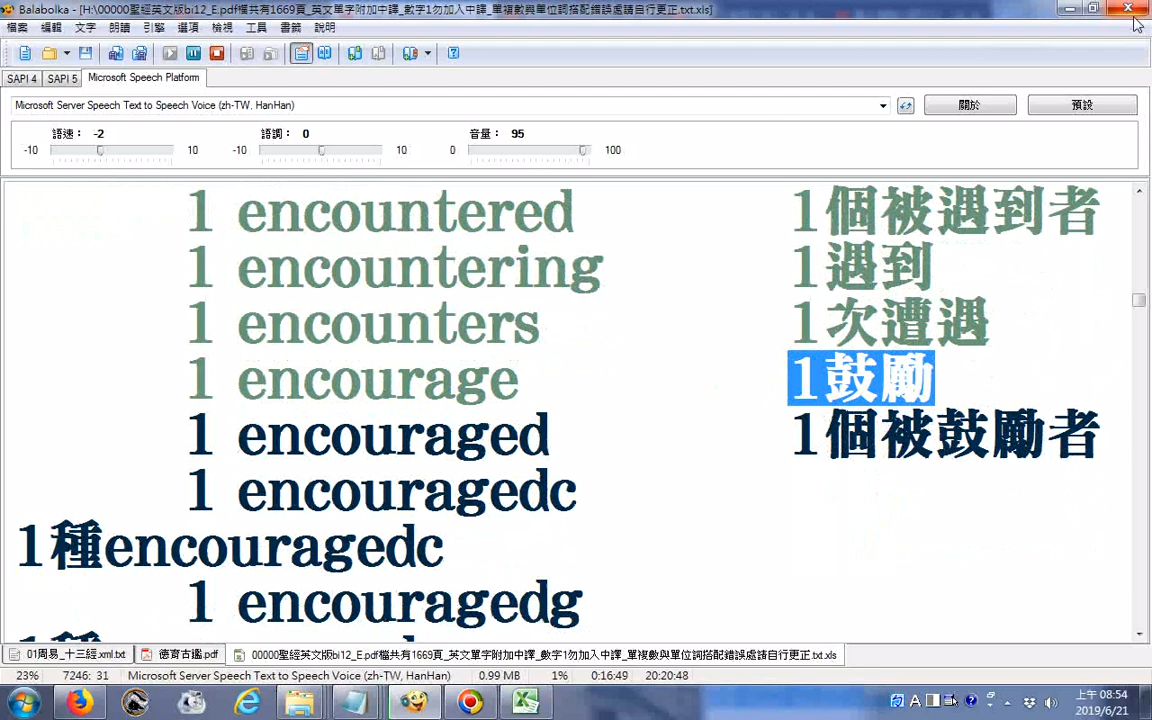 Balabolka - [H:\00000聖經英文版bi12_E.pdf檔共有1669頁_英文單字附加中譯_數字1勿加入中譯_單複數與單位詞搭配錯誤處請自行更正.txt.xls]
檔案 編輯 文字 朗讀 引擎 選項 檢視 工具 書籤 說明
SAPI 4 SAPI 5 Microsoft Speech Platform
Microsoft Server Speech Text to Speech Voice (zh-TW, HanHan) 關於 預設
語速： -2 語調： 0 音量： 95
-10 10 -10 10 0 100
1 encountered 1個被遇到者
1 encountering 1遇到
1 encounters 1次遭遇
1 encourage 1鼓勵
1 encouraged 1個被鼓勵者
1 encouragedc
1種encouragedc
1 encouragedg
01周易_十三經.xml.txt 德育古鑑.pdf 00000聖經英文版bi12_E.pdf檔共有1669頁_英文單字附加中譯_數字1勿加入中譯_單複數與單位詞搭配錯誤處請自行更正.txt.xls
23% 7246: 31 Microsoft Server Speech Text to Speech Voice (zh-TW, HanHan) 0.99 MB 1% 0:16:49 20:20:48
上午 08:54
2019/6/21